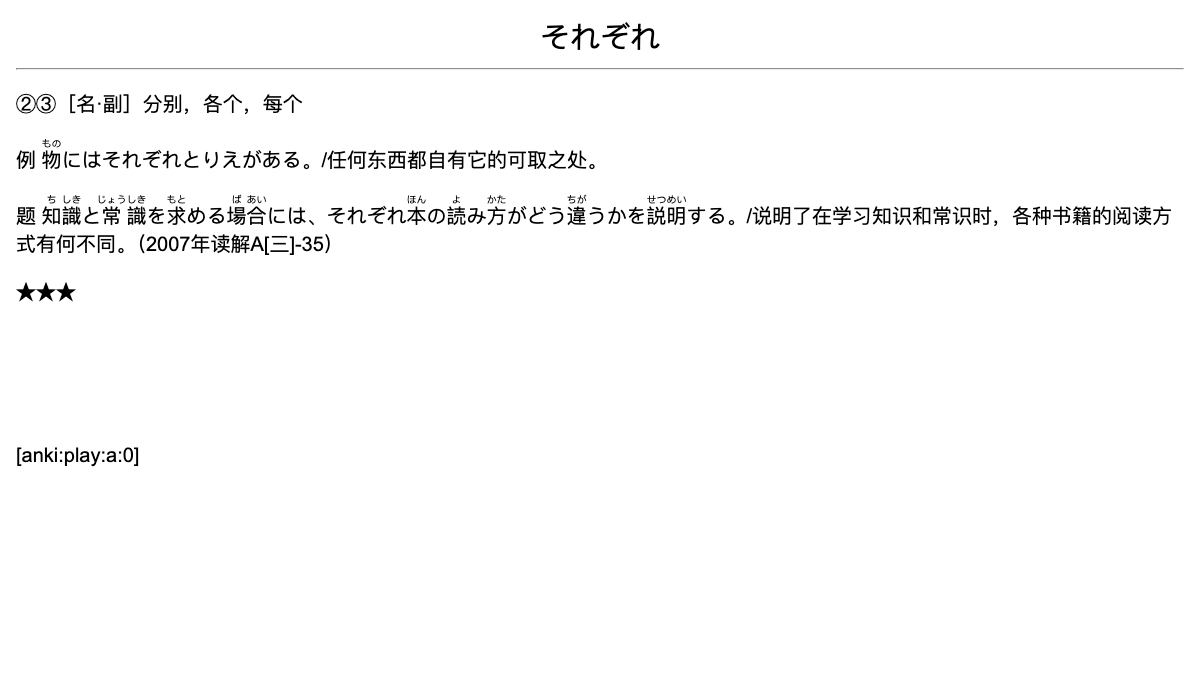 それぞれ
②③［名·副］分别，各个，每个
もの
例 物にはそれぞれとりえがある。/任何东西都自有它的可取之处。
ち しき じょうしき もと ば あい ほん よ かた ちが せつめい
题 知識と常識を求める場合には、それぞれ本の読み方がどう違うかを説明する。/说明了在学习知识和常识时，各种书籍的阅读方
式有何不同。（2007年读解A[三]-35）
★★★
[anki:play:a:0]